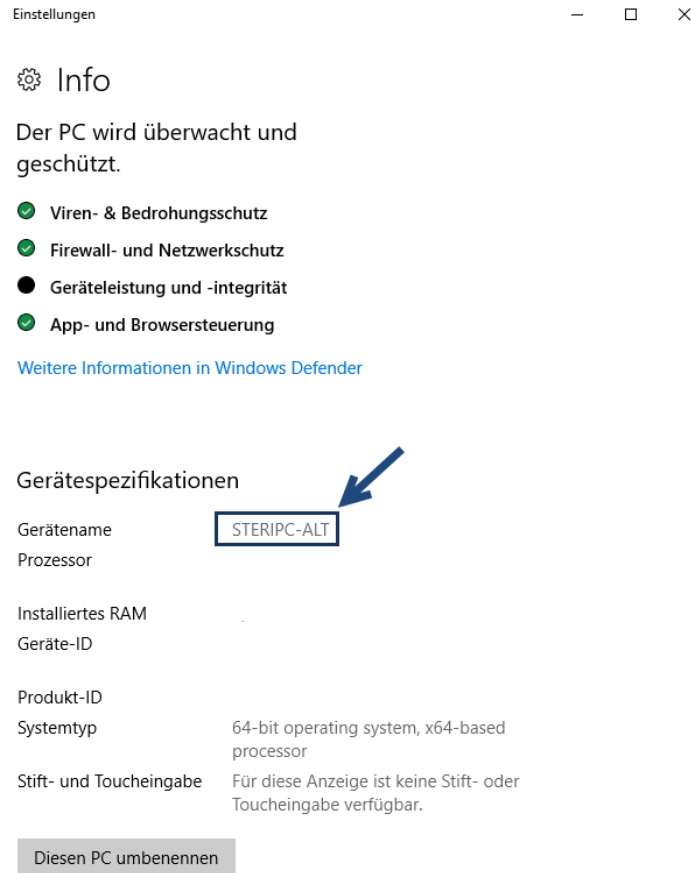 Einstellungen
Info
Der PC wird überwacht und
geschützt.
Viren- & Bedrohungsschutz
Firewall- und Netzwerkschutz
Geräteleistung und -integrität
App- und Browsersteuerung
Weitere Informationen in Windows Defender
Gerätespezifikationen
Gerätename STERIPC-ALT
Prozessor
Installiertes RAM
Geräte-ID
Produkt-ID
Systemtyp 64-bit operating system, x64-based
processor
Stift- und Toucheingabe Für diese Anzeige ist keine Stift- oder
Toucheingabe verfügbar.
Diesen PC umbenennen